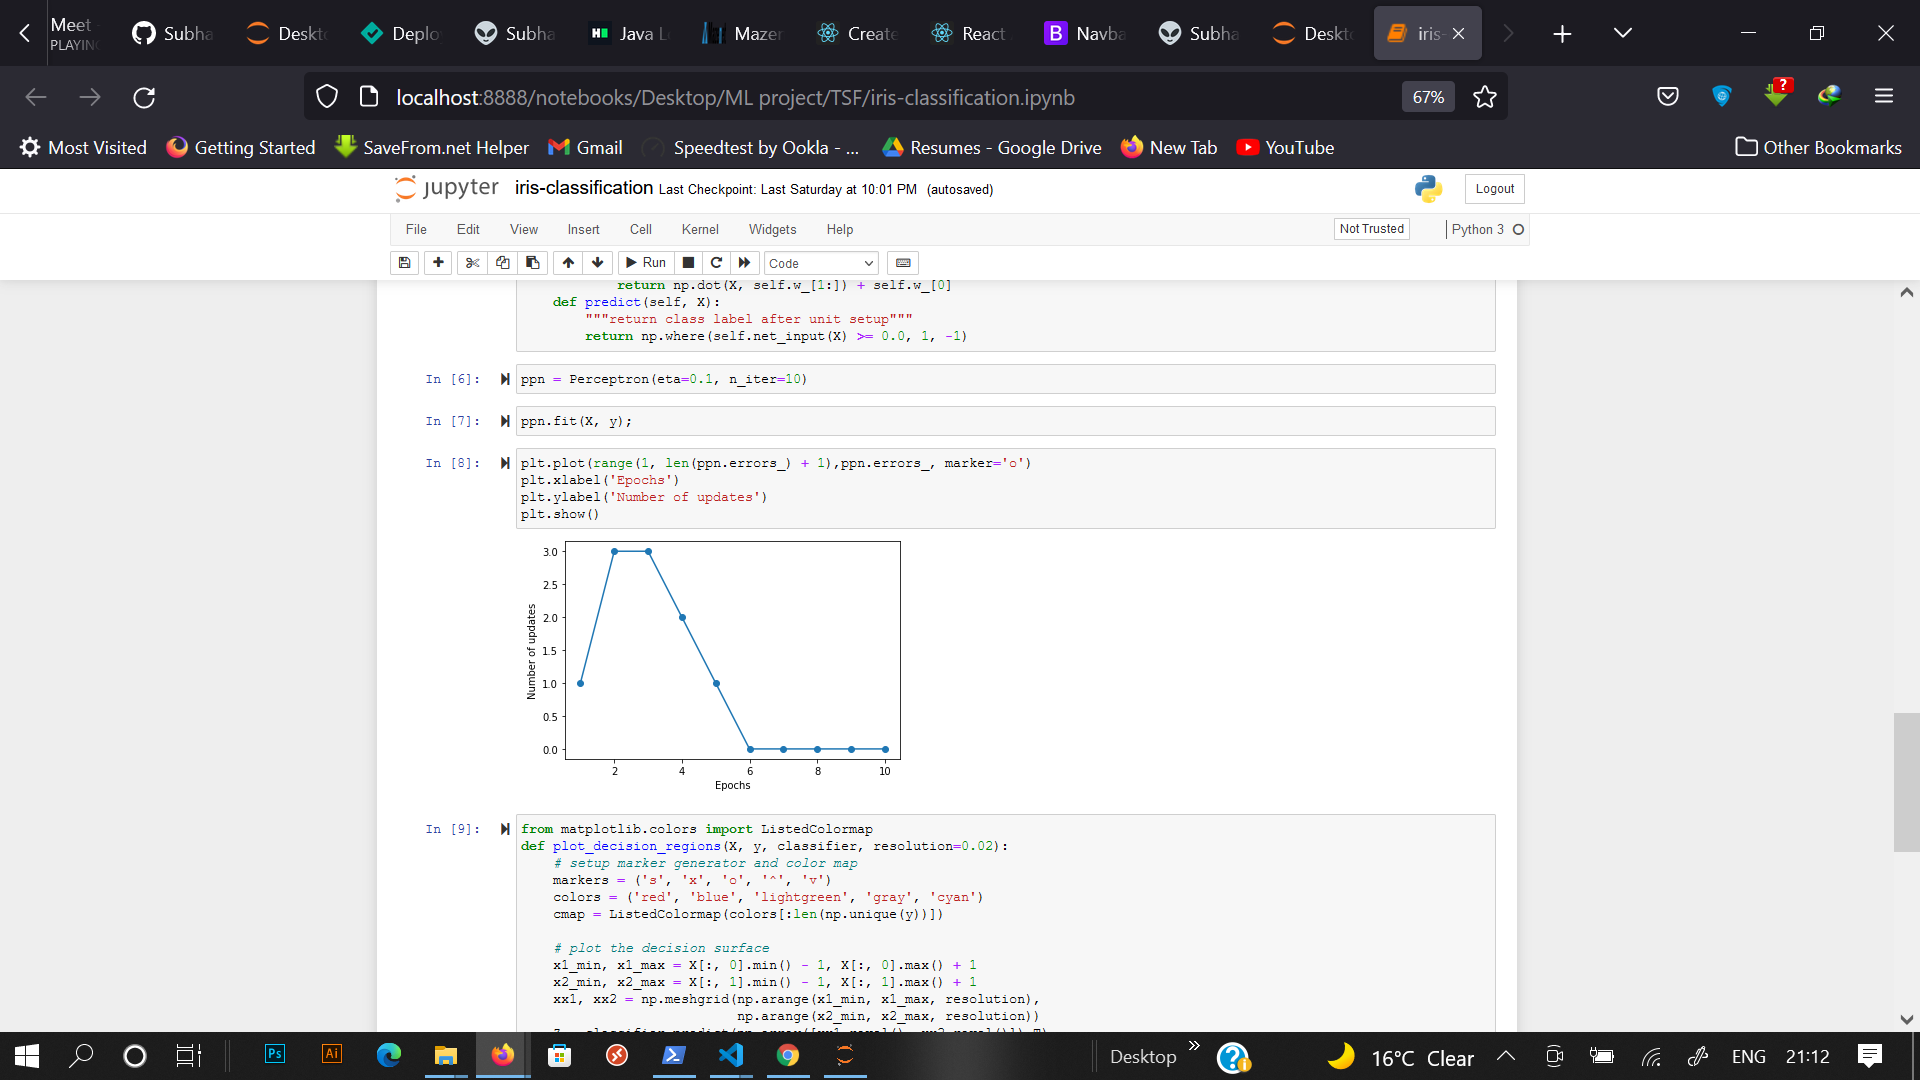 Meet
PLAYING
Subha
Deskt
Deplo
Subha
Java L
Mazer
Create
React
Navba
Subha
Deskt
iris-
localhost:8888/notebooks/Desktop/ML project/TSF/iris-classification.ipynb
67%
?
Most Visited
Getting Started
SaveFrom.net Helper
Gmail
Speedtest by Ookla - ...
Resumes - Google Drive
New Tab
YouTube
Other Bookmarks
jupyter iris-classification Last Checkpoint: Last Saturday at 10:01 PM (autosaved)
Logout
File Edit View Insert Cell Kernel Widgets Help
Not Trusted
Python 3
Run
Code
return np.dot(X, self.w_[1:]) + self.w_[0]
def predict(self, X):
"""return class label after unit setup"""
return np.where(self.net_input(X) >= 0.0, 1, -1)
In [6]: ppn = Perceptron(eta=0.1, n_iter=10)
In [7]: ppn.fit(X, y);
In [8]: plt.plot(range(1, len(ppn.errors_) + 1),ppn.errors_, marker='o')
plt.xlabel('Epochs')
plt.ylabel('Number of updates')
plt.show()
3.0
2.5
2.0
1.5
1.0
0.5
0.0
Number of updates
2 4 6 8 10
Epochs
In [9]: from matplotlib.colors import ListedColormap
def plot_decision_regions(X, y, classifier, resolution=0.02):
# setup marker generator and color map
markers = ('s', 'x', 'o', '^', 'v')
colors = ('red', 'blue', 'lightgreen', 'gray', 'cyan')
cmap = ListedColormap(colors[:len(np.unique(y))])
# plot the decision surface
x1_min, x1_max = X[:, 0].min() - 1, X[:, 0].max() + 1
x2_min, x2_max = X[:, 1].min() - 1, X[:, 1].max() + 1
xx1, xx2 = np.meshgrid(np.arange(x1_min, x1_max, resolution),
np.arange(x2_min, x2_max, resolution))
Ps
Ai
Desktop
16°C Clear
ENG
21:12